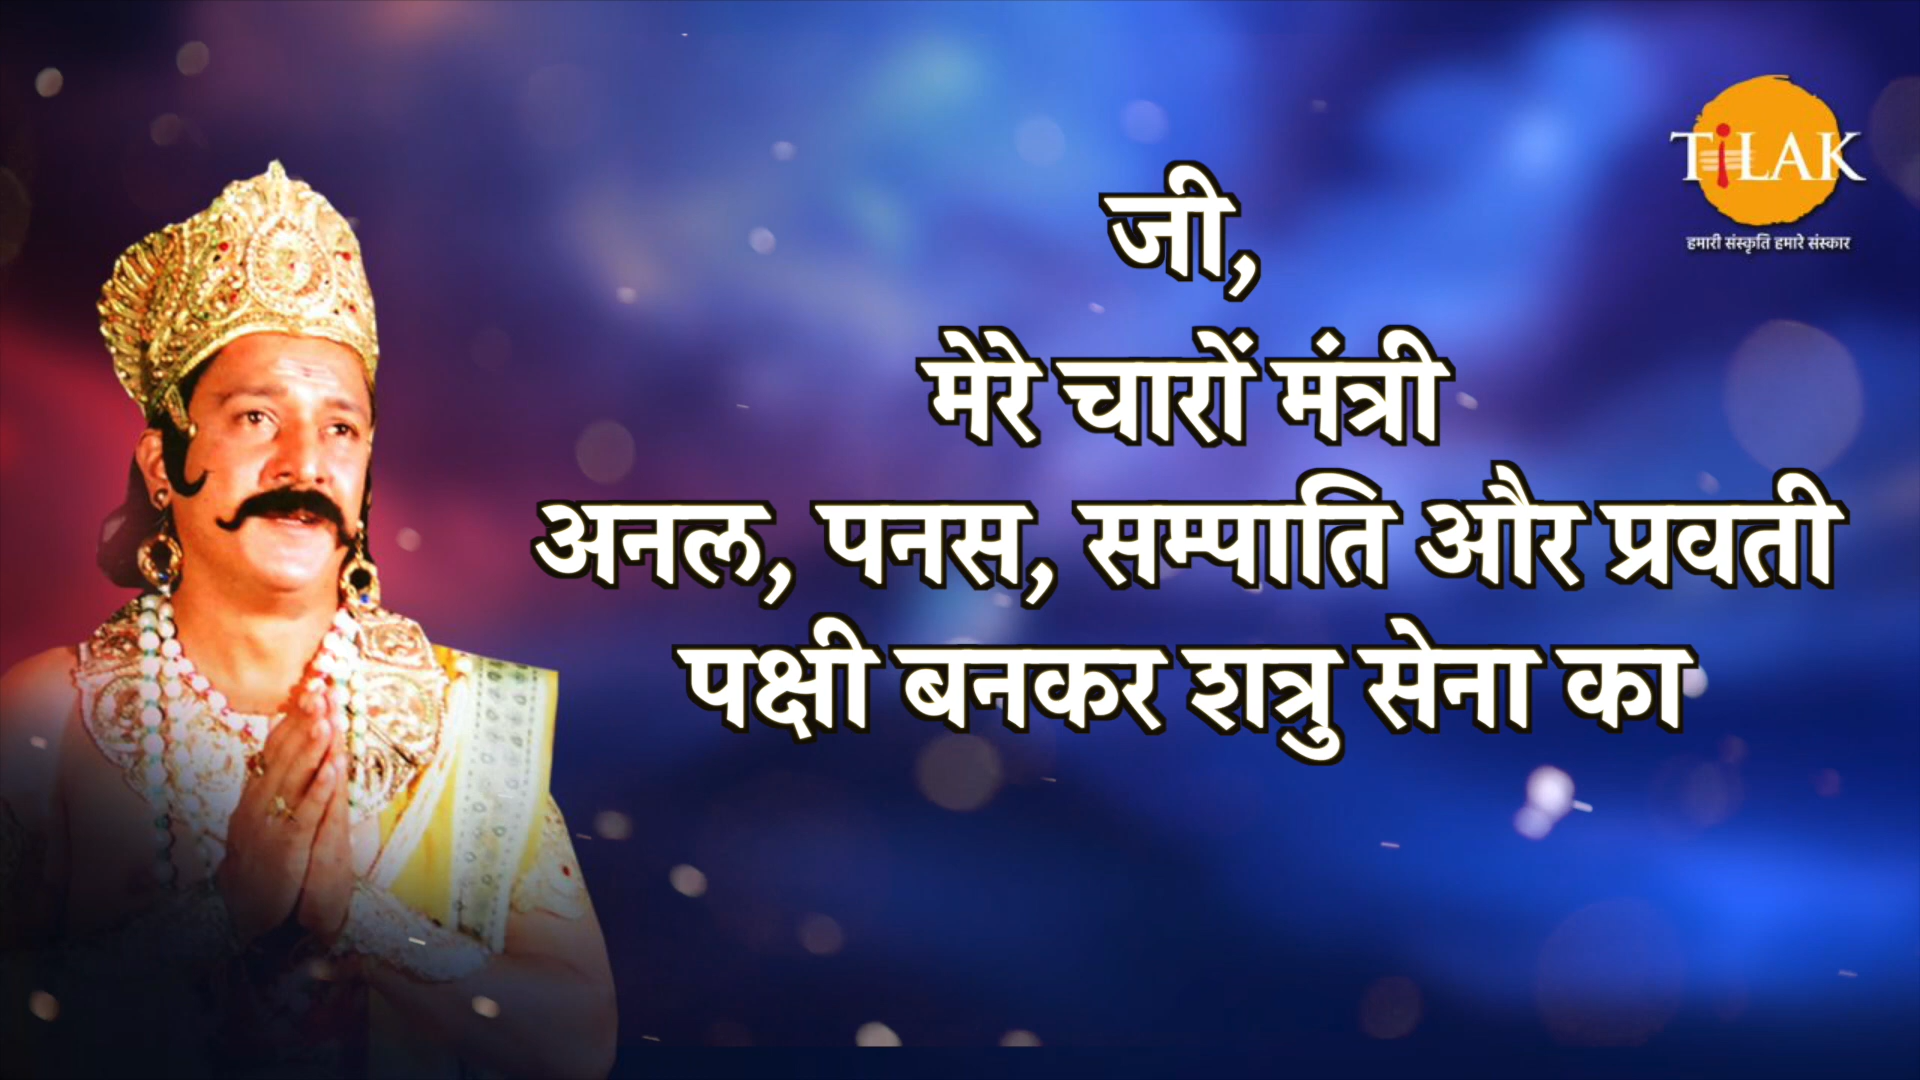 TiLAK
हमारी संस्कृति हमारे संस्कार
जी,
मेरे चारों मंत्री
अनल, पनस, सम्पाति और प्रवती
पक्षी बनकर शत्रु सेना का